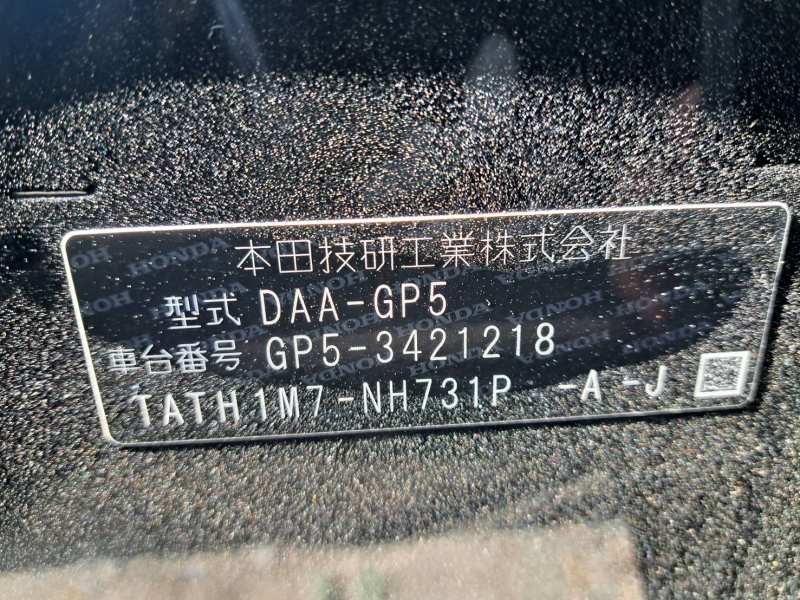 本田技研工業株式会社
型式 DAA-GP5
車台番号 GP5-3421218
TATH1M7-NH731P -A -J